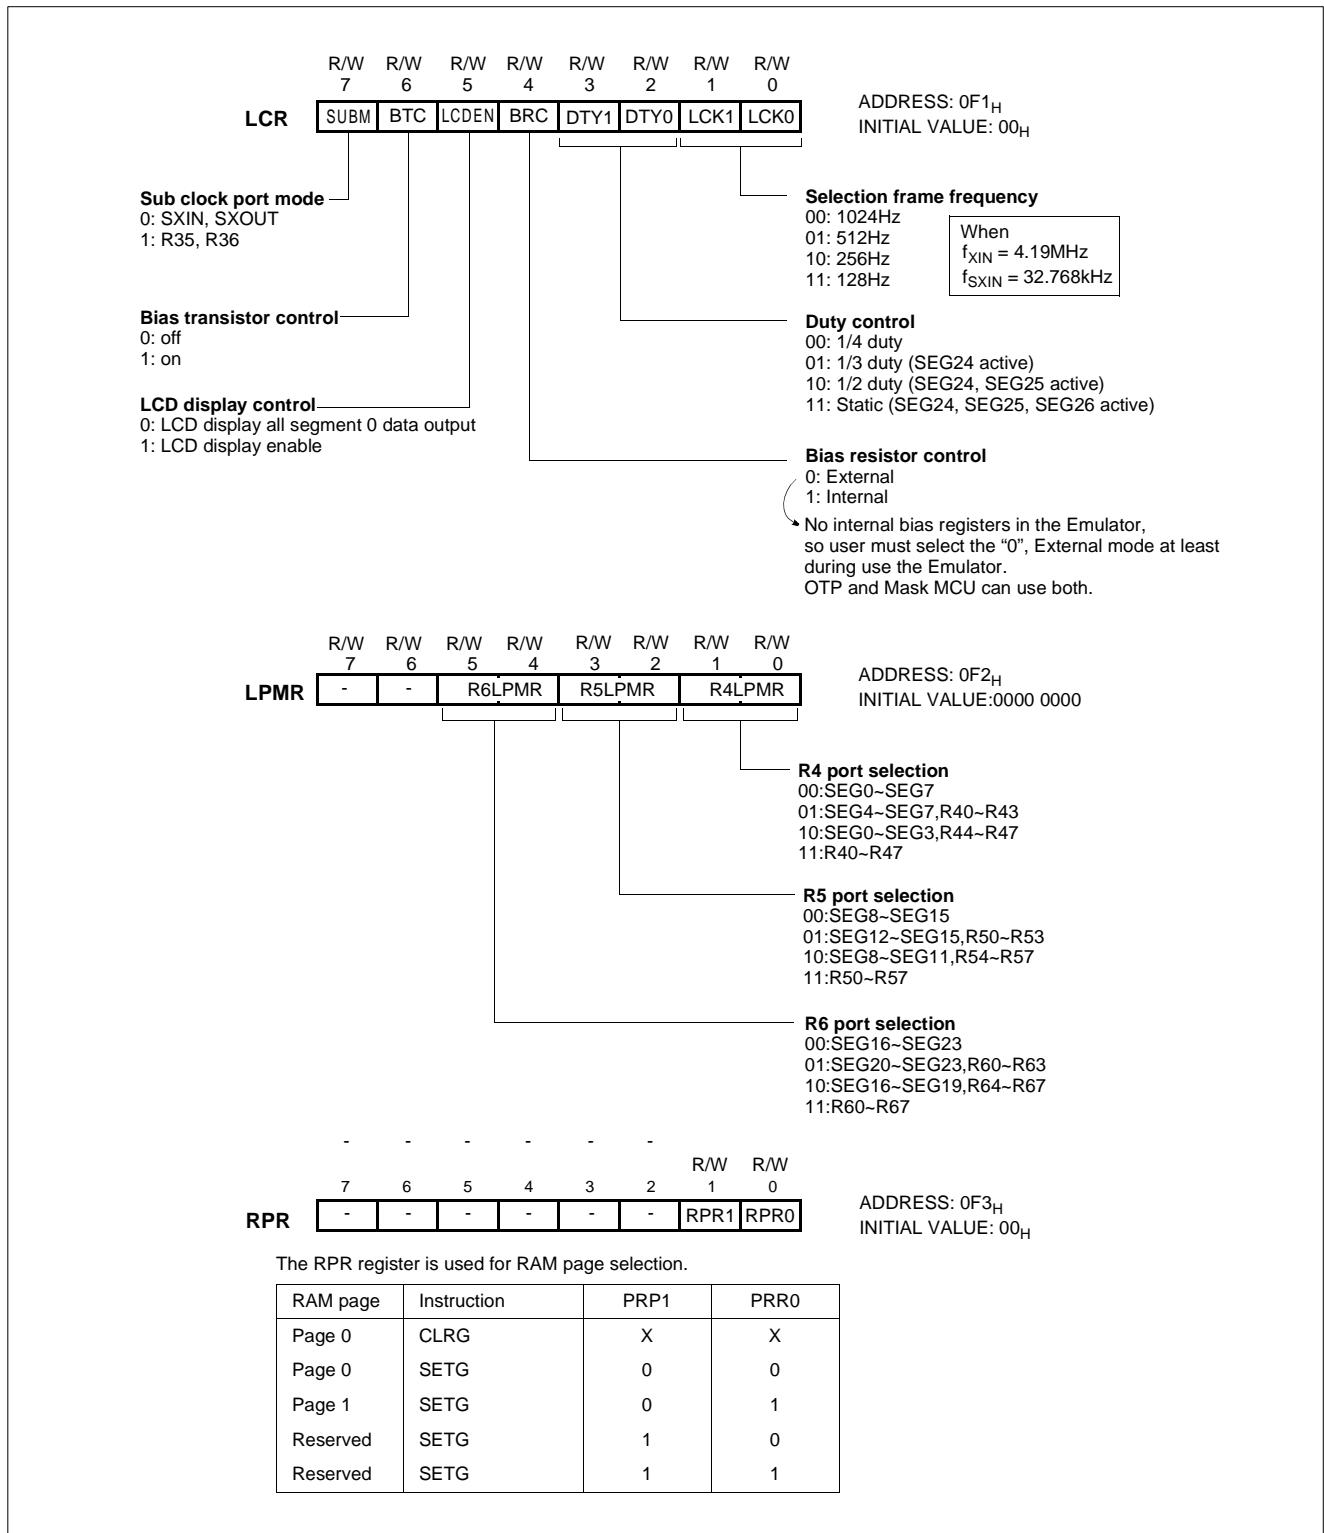 R/W R/W R/W R/W R/W R/W R/W R/W
7 6 5 4 3 2 1 0
LCR SUBM BTC LCDEN BRC DTY1 DTY0 LCK1 LCK0
ADDRESS: 0F1H
INITIAL VALUE: 00H
Sub clock port mode
0: SXIN, SXOUT
1: R35, R36
Bias transistor control
0: off
1: on
LCD display control
0: LCD display all segment 0 data output
1: LCD display enable
Selection frame frequency
00: 1024Hz
01: 512Hz
10: 256Hz
11: 128Hz
When
fXIN = 4.19MHz
fSXIN = 32.768kHz
Duty control
00: 1/4 duty
01: 1/3 duty (SEG24 active)
10: 1/2 duty (SEG24, SEG25 active)
11: Static (SEG24, SEG25, SEG26 active)
Bias resistor control
0: External
1: Internal
No internal bias registers in the Emulator,
so user must select the “0”, External mode at least
during use the Emulator.
OTP and Mask MCU can use both.
R/W R/W R/W R/W R/W R/W R/W R/W
7 6 5 4 3 2 1 0
LPMR - - R6LPMR R5LPMR R4LPMR
ADDRESS: 0F2H
INITIAL VALUE:0000 0000
R4 port selection
00:SEG0~SEG7
01:SEG4~SEG7,R40~R43
10:SEG0~SEG3,R44~R47
11:R40~R47
R5 port selection
00:SEG8~SEG15
01:SEG12~SEG15,R50~R53
10:SEG8~SEG11,R54~R57
11:R50~R57
R6 port selection
00:SEG16~SEG23
01:SEG20~SEG23,R60~R63
10:SEG16~SEG19,R64~R67
11:R60~R67
- - - - - -
R/W R/W
7 6 5 4 3 2 1 0
RPR - - - - - - RPR1 RPR0
ADDRESS: 0F3H
INITIAL VALUE: 00H
The RPR register is used for RAM page selection.
RAM page Instruction PRP1 PRR0
Page 0 CLRG X X
Page 0 SETG 0 0
Page 1 SETG 0 1
Reserved SETG 1 0
Reserved SETG 1 1